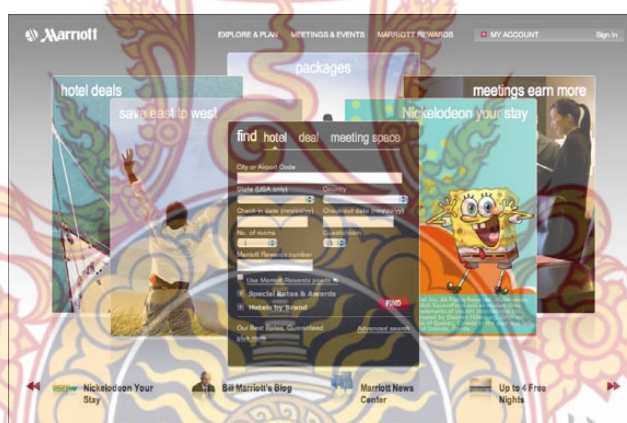 Marriott
EXPLORE & PLAN MEETINGS & EVENTS MARRIOTT REWARDS MY ACCOUNT Sign In
packages
hotel deals
meetings earn more
save east to west
Nickelodeon your stay
find hotel deal meeting space
City or Airport Code
State (USA only) Country
Check-in date (mm/dd/yy) Check-out date (mm/dd/yy)
No. of rooms Guests/room
1 1
Marriott Rewards number
Use Marriott Rewards points
Special Rates & Awards
Hotels by Brand
FIND
Our Best Rates, Guaranteed Advanced search
plus more
Nickelodeon Your Stay
Bill Marriott's Blog
Marriott News Center
Up to 4 Free Nights